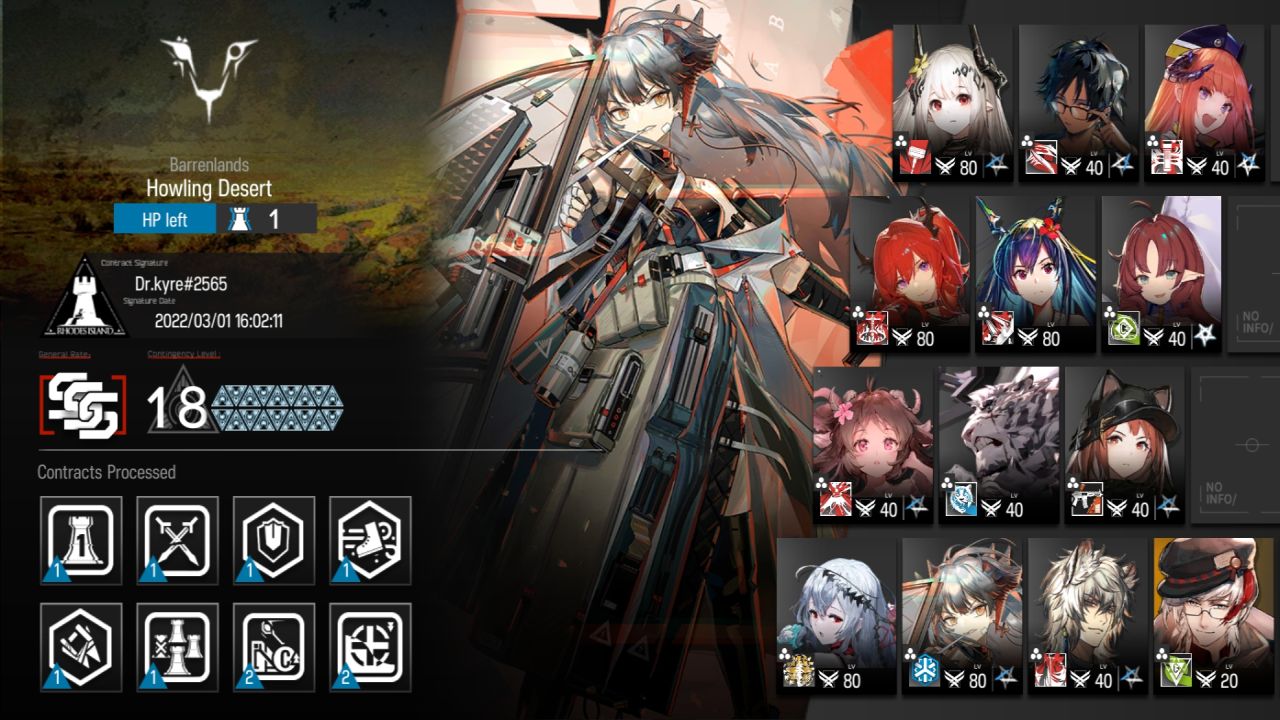 Barrenlands
Howling Desert
HP left 1
Contract Signature
Dr.kyre#2565
Signature Date
2022/03/01 16:02:11
RHODES ISLAND
General Rate:
Contingency Level:
18
Contracts Processed
1
1 1 1 1
1 1 2 2
A B
LV 80
LV 40
LV 40
LV 80
LV 80
LV 40
NO INFO/
LV 40
LV 40
LV 40
NO INFO/
LV 80
LV 80
LV 40
LV 20